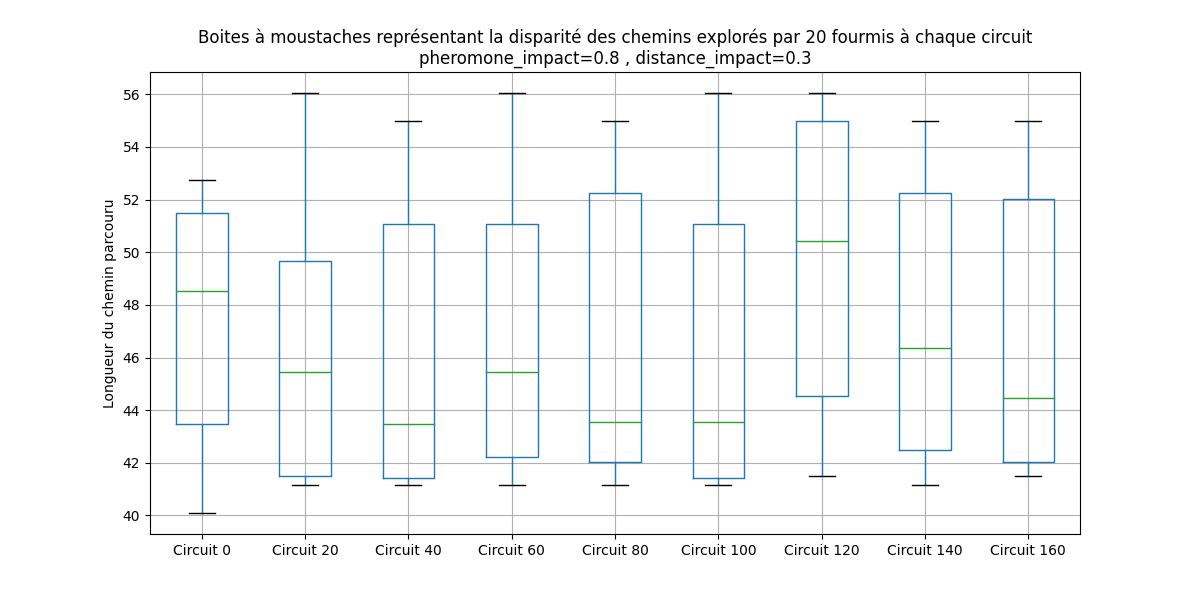 Boites à moustaches représentant la disparité des chemins explorés par 20 fourmis à chaque circuit
pheromone_impact=0.8 , distance_impact=0.3
Longueur du chemin parcouru
56
54
52
50
48
46
44
42
40
Circuit 0 Circuit 20 Circuit 40 Circuit 60 Circuit 80 Circuit 100 Circuit 120 Circuit 140 Circuit 160